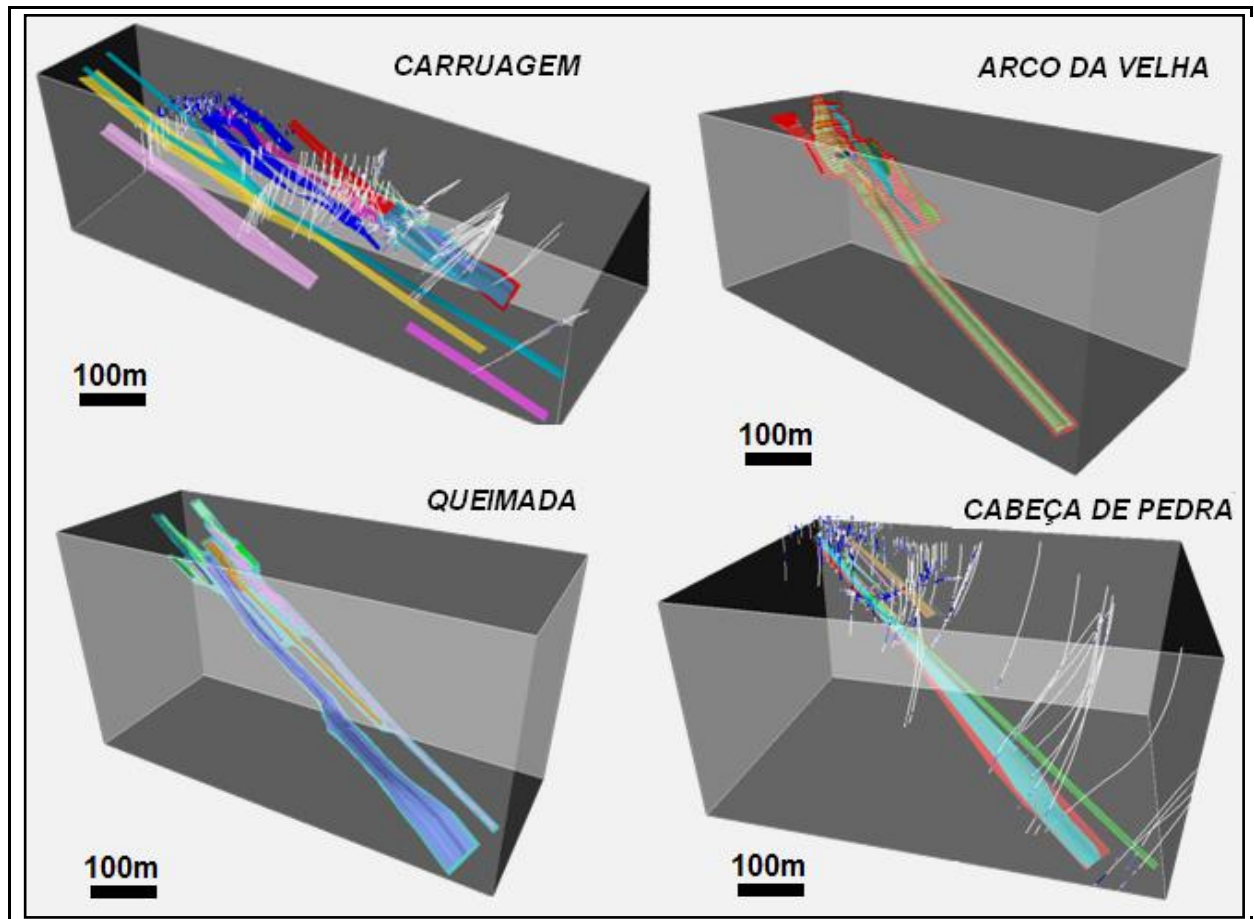 CARRUAGEM
ARCO DA VELHA
100m
100m
QUEIMADA
CABEÇA DE PEDRA
100m
100m